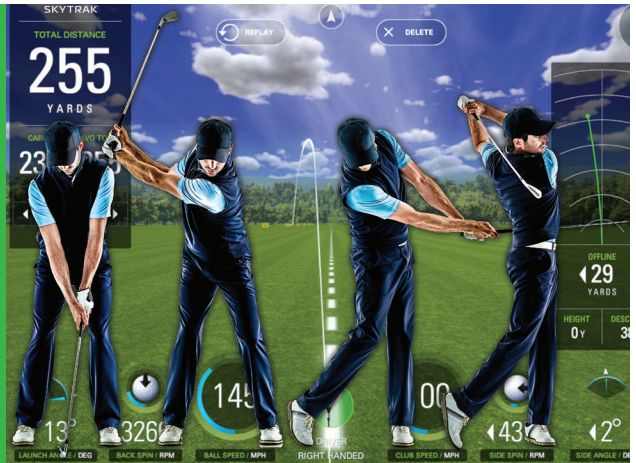 SKYTRAK
TOTAL DISTANCE
255
YARDS
REPLAY
DELETE
OFFLINE
29
YARDS
HEIGHT
0Y
13°
LAUNCH ANGLE / DEG
326
BACK SPIN / RPM
145
BALL SPEED / MPH
DRIVER
RIGHT HANDED
00
CLUB SPEED / MPH
43
SIDE SPIN / RPM
2°
SIDE ANGLE /